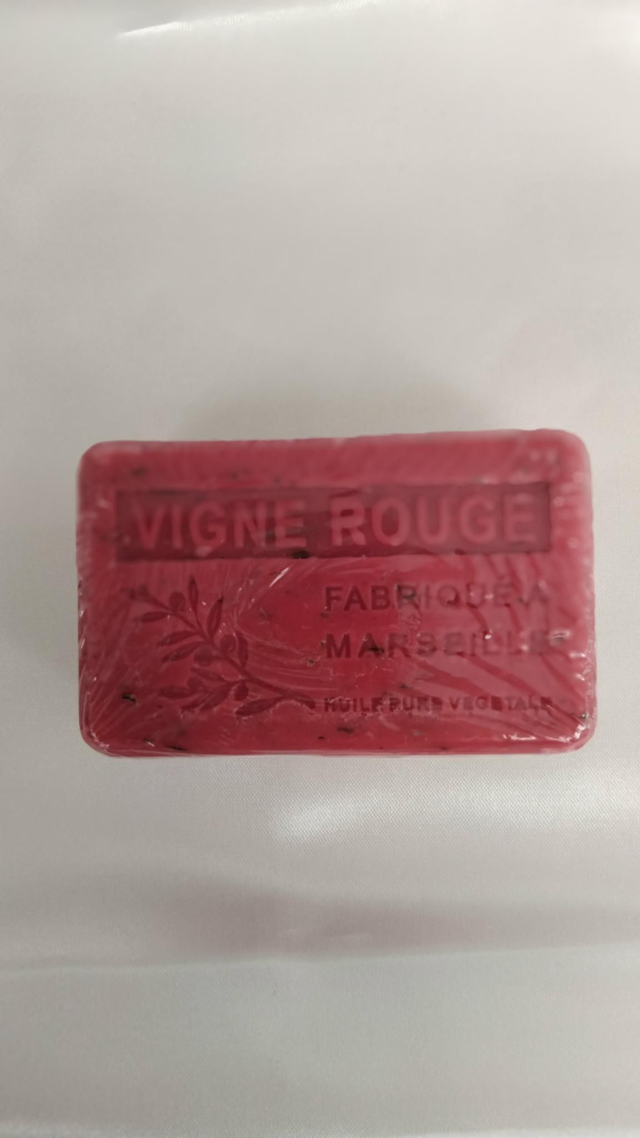 VIGNE ROUGE
FABRIQUÉ A
MARSEILLE
HUILE PURE VEGETALE